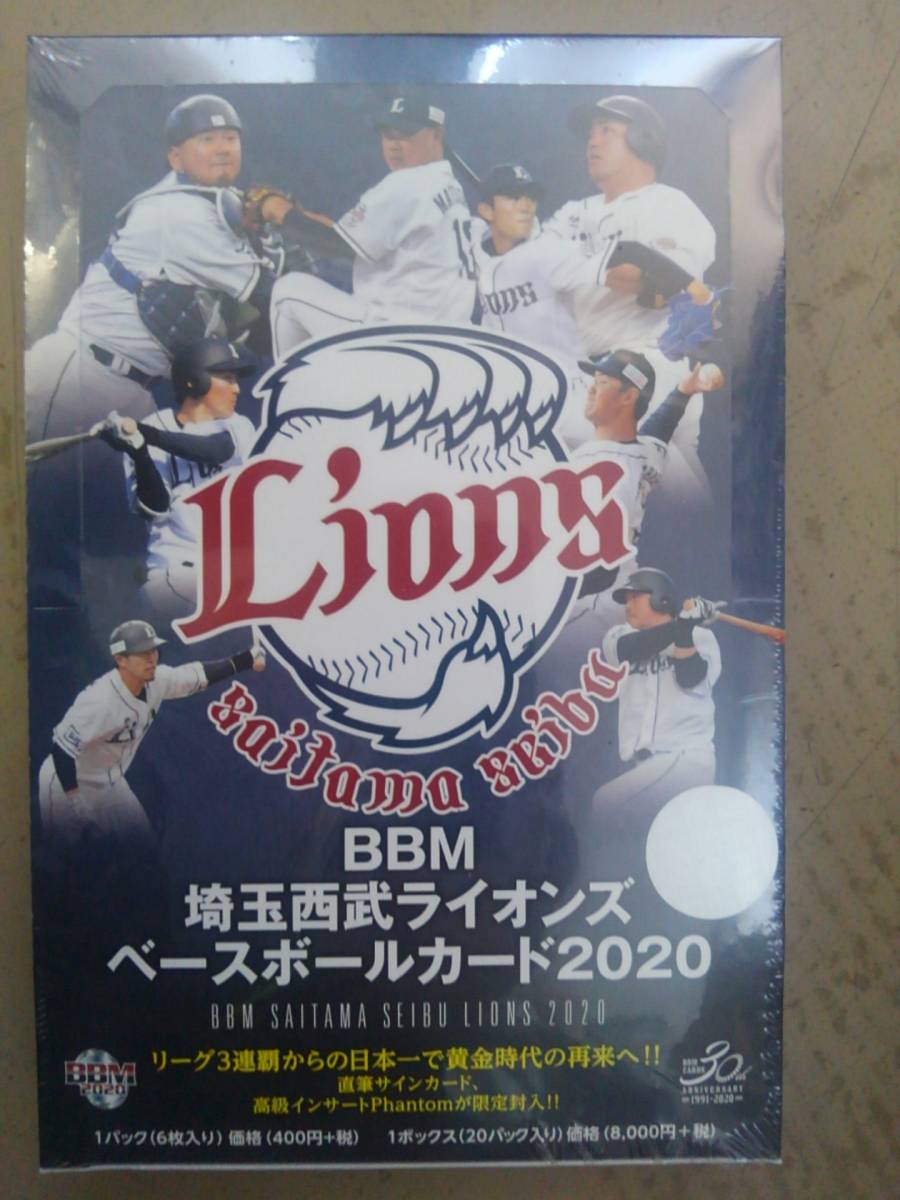 L
Lions
saitama seibu
BBM
埼玉西武ライオンズ
ベースボールカード2020
BBM SAITAMA SEIBU LIONS 2020
リーグ3連覇からの日本一で黄金時代の再来へ!!
直筆サインカード、
高級インサートPhantomが限定封入!!
BBM
2020
BBM
CARDS
30th
ANNIVERSARY
1991-2020
1パック(6枚入り)価格(400円+税) 1ボックス(20パック入り)価格(8,000円+税)